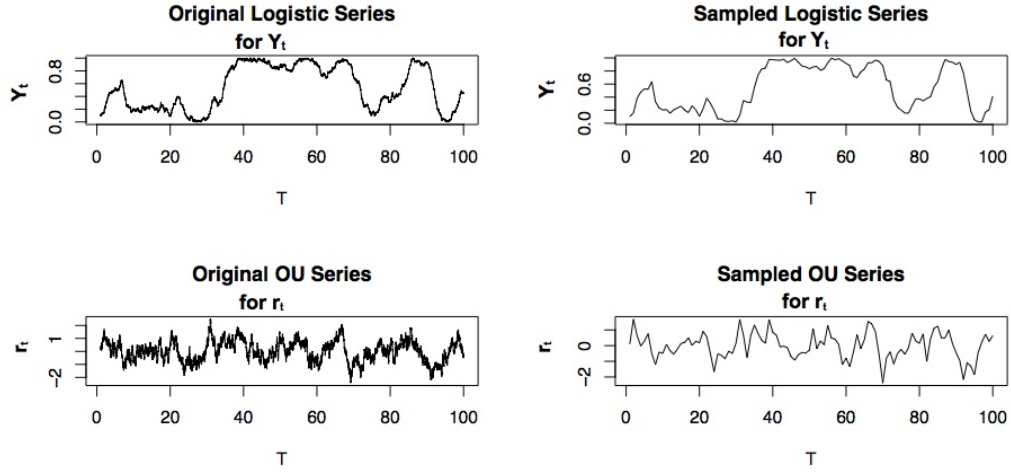 Original Logistic Series
for Yt
Yt
0.8
0.0
0 20 40 60 80 100
T
Sampled Logistic Series
for Yt
Yt
0.6
0.0
0 20 40 60 80 100
T
Original OU Series
for rt
rt
1
-2
0 20 40 60 80 100
T
Sampled OU Series
for rt
rt
0
-2
0 20 40 60 80 100
T